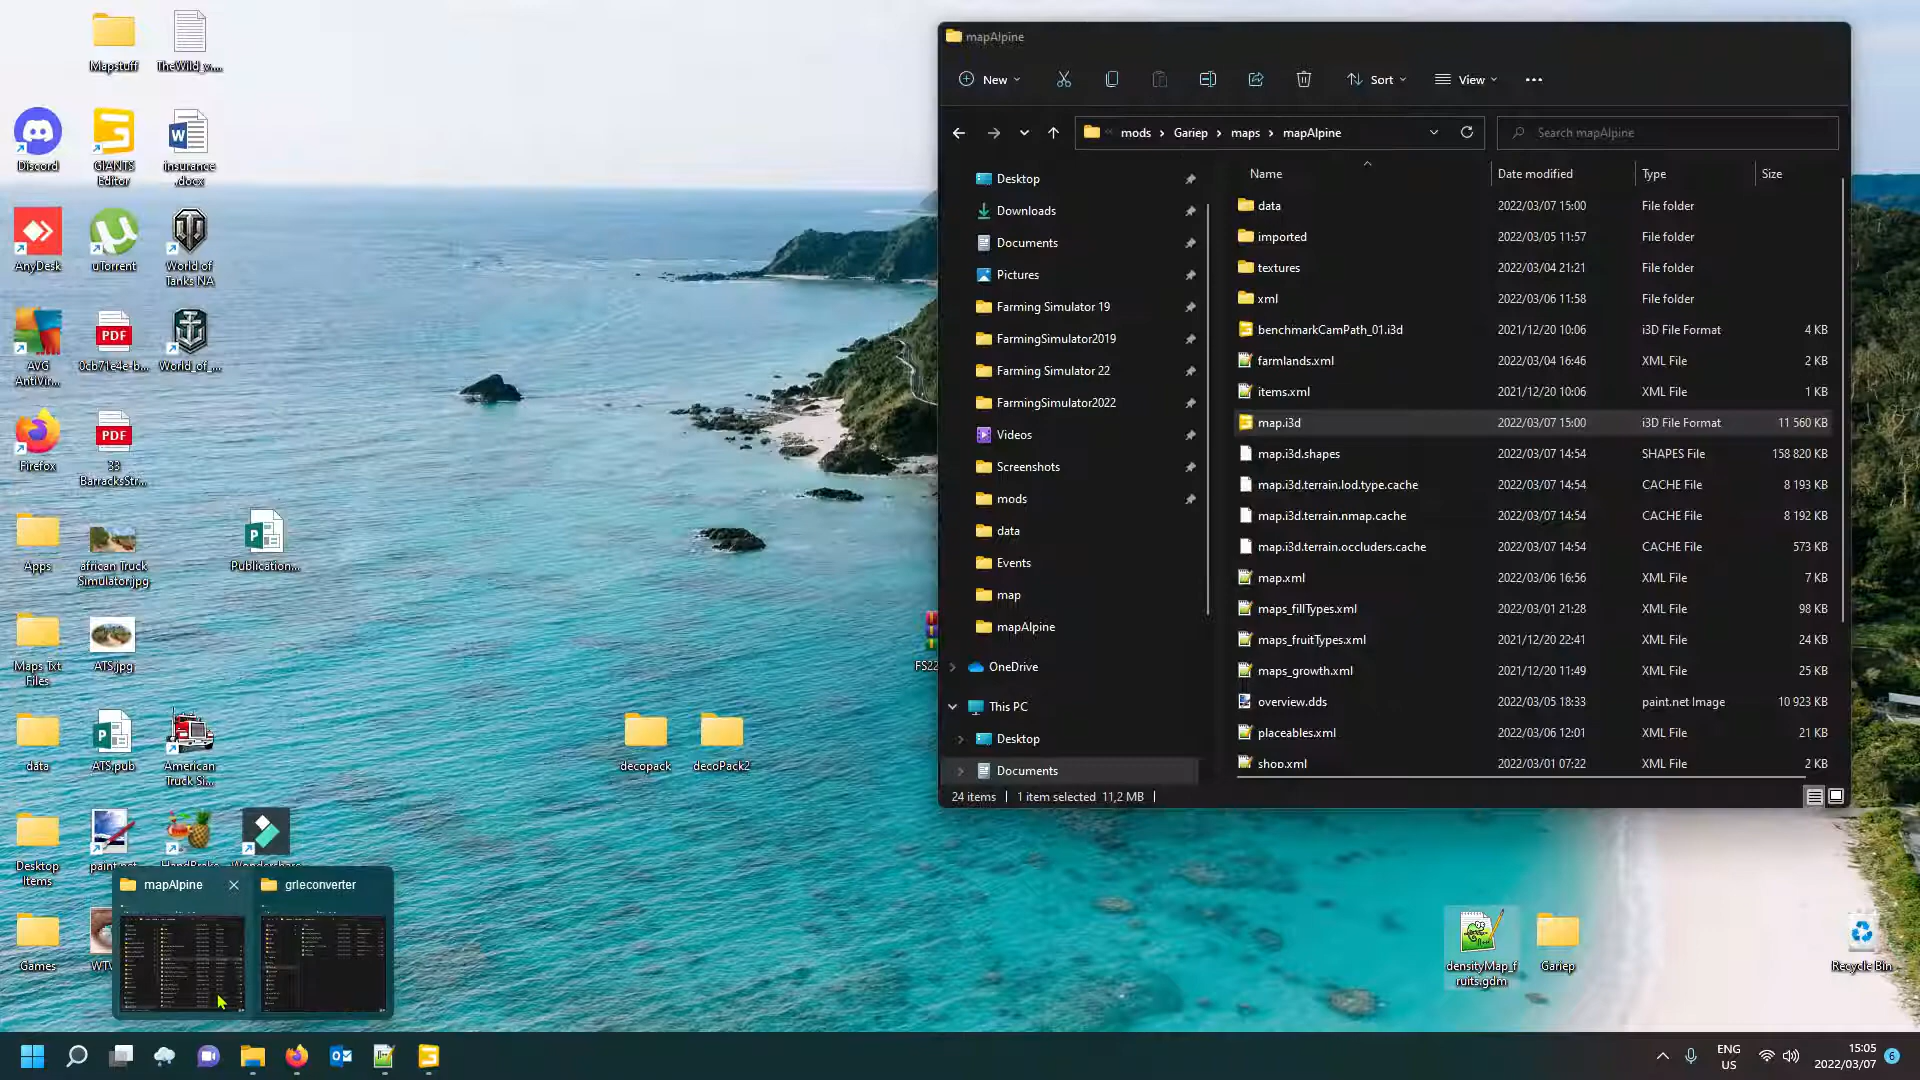 Mapstuff
TheWild_v....
Discord
GIANTS
Editor
insurance
.docx
AnyDesk
uTorrent
World of
Tanks NA
AVG
AntiVir...
PDF
0cb71e4e-b...
World_of_...
Firefox
PDF
33
BarracksStr...
Apps
african Truck
Simulator.jpg
Publication...
Maps Txt
Files
ATS.jpg
data
ATS.pub
American
Truck Si...
decopack
decoPack2
Desktop
Items
paint.net
HandBrake
Wondershare
Games
mapAlpine
grleconverter
FS22
mapAlpine
New
Sort
View
mods
Gariep
maps
mapAlpine
Search mapAlpine
Desktop
Downloads
Documents
Pictures
Farming Simulator 19
FarmingSimulator2019
Farming Simulator 22
FarmingSimulator2022
Videos
Screenshots
mods
data
Events
map
mapAlpine
OneDrive
This PC
Desktop
Documents
Name Date modified Type Size
data 2022/03/07 15:00 File folder
imported 2022/03/05 11:57 File folder
textures 2022/03/04 21:21 File folder
xml 2022/03/06 11:58 File folder
benchmarkCamPath_01.i3d 2021/12/20 10:06 i3D File Format 4 KB
farmlands.xml 2022/03/04 16:46 XML File 2 KB
items.xml 2021/12/20 10:06 XML File 1 KB
map.i3d 2022/03/07 15:00 i3D File Format 11 560 KB
map.i3d.shapes 2022/03/07 14:54 SHAPES File 158 820 KB
map.i3d.terrain.lod.type.cache 2022/03/07 14:54 CACHE File 8 193 KB
map.i3d.terrain.nmap.cache 2022/03/07 14:54 CACHE File 8 192 KB
map.i3d.terrain.occluders.cache 2022/03/07 14:54 CACHE File 573 KB
map.xml 2022/03/06 16:56 XML File 7 KB
maps_fillTypes.xml 2022/03/01 21:28 XML File 98 KB
maps_fruitTypes.xml 2021/12/20 22:41 XML File 24 KB
maps_growth.xml 2021/12/20 11:49 XML File 25 KB
overview.dds 2022/03/05 18:33 paint.net Image 10 923 KB
placeables.xml 2022/03/06 12:01 XML File 21 KB
shop.xml 2022/03/01 07:22 XML File 2 KB
24 items 1 item selected 11,2 MB
densityMap_f
ruits.gdm
Gariep
Recycle Bin
ENG
US
15:05
2022/03/07
6